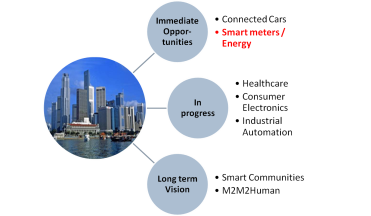 Immediate
Oppor-
tunities
• Connected Cars
• Smart meters /
Energy
In
progress
• Healthcare
• Consumer
Electronics
• Industrial
Automation
Long term
Vision
• Smart Communities
• M2M2Human